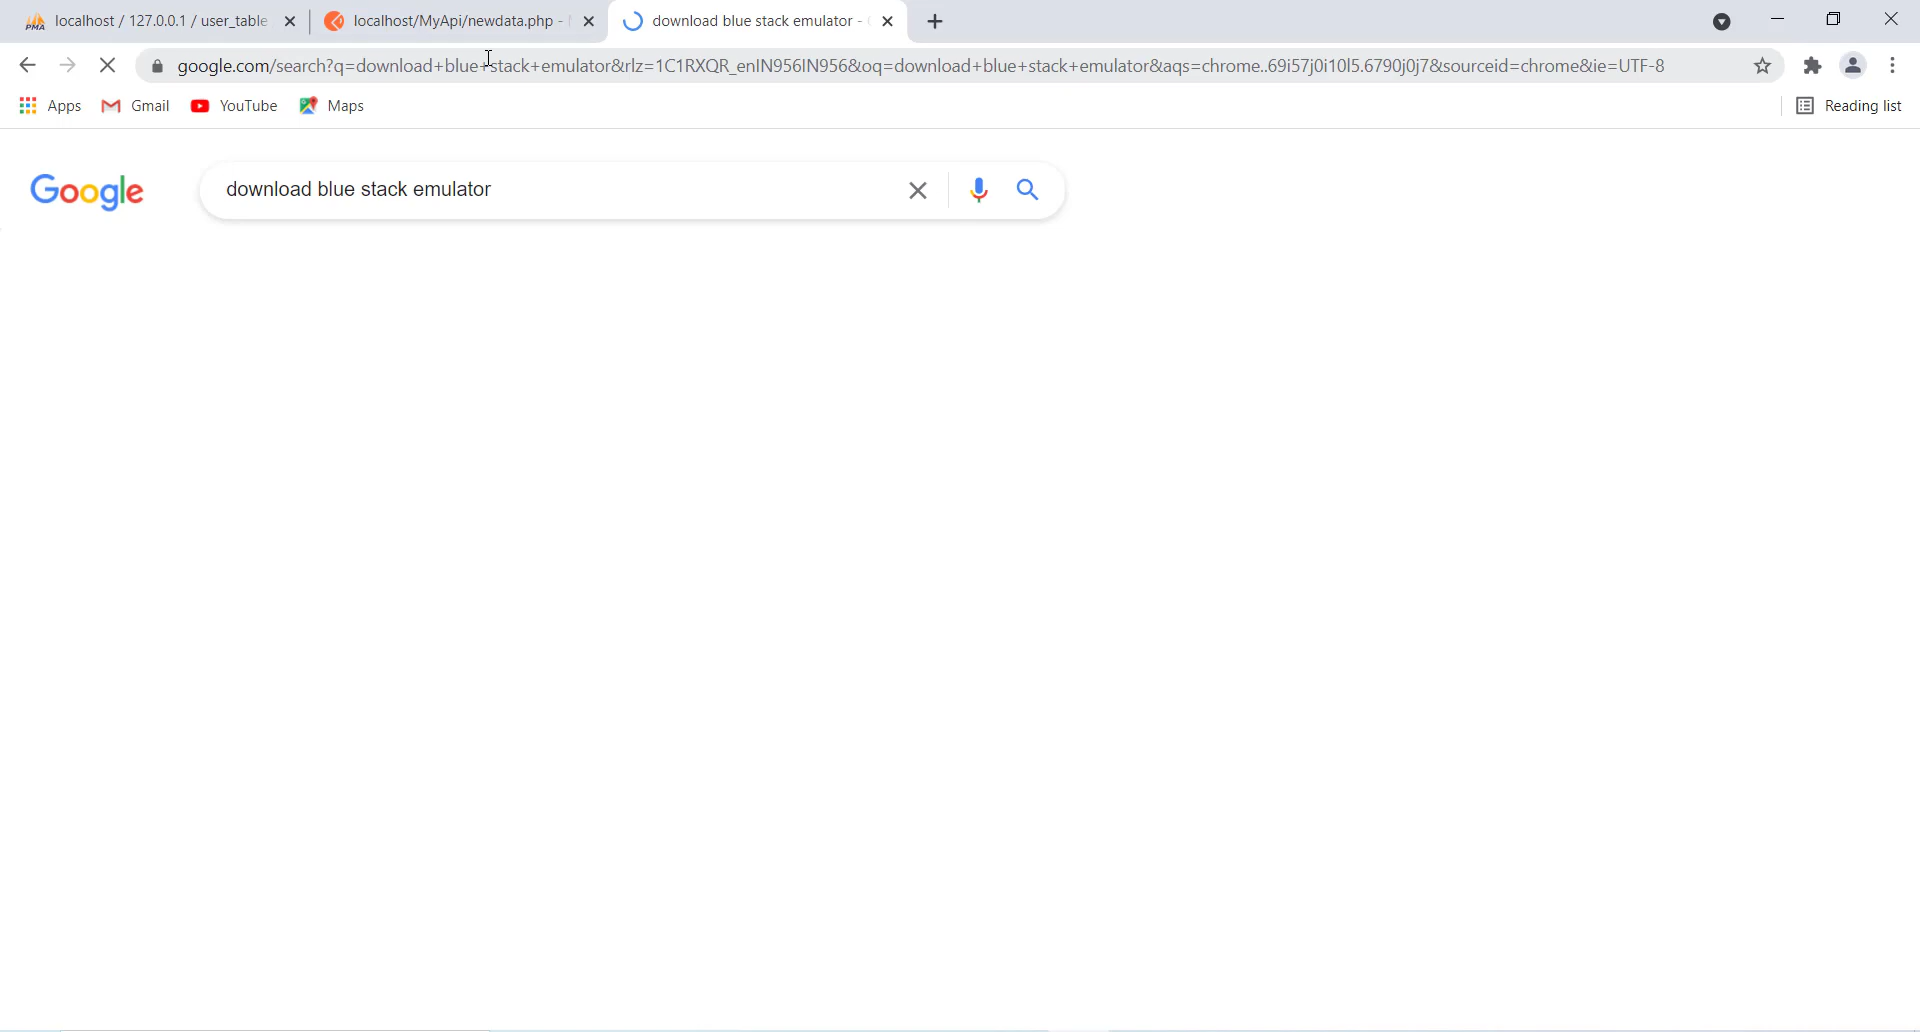 PMA localhost / 127.0.0.1 / user_table
localhost/MyApi/newdata.php -
download blue stack emulator -
google.com/search?q=download+blue+stack+emulator&rlz=1C1RXQR_enIN956IN956&oq=download+blue+stack+emulator&aqs=chrome..69i57j0i10l5.6790j0j7&sourceid=chrome&ie=UTF-8
Apps Gmail YouTube Maps Reading list
Google download blue stack emulator